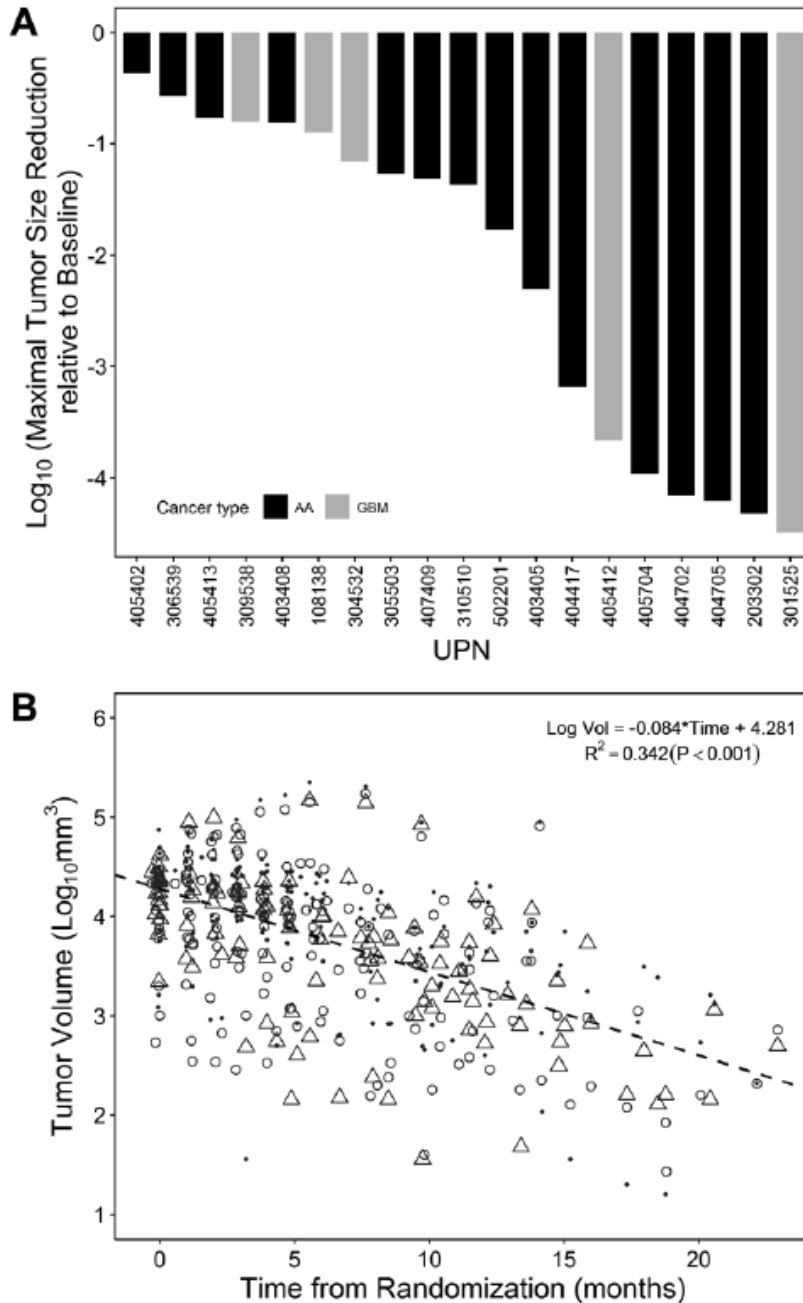 A
0
-1
-2
-3
-4
Log₁₀ (Maximal Tumor Size Reduction
relative to Baseline)
Cancer type AA GBM
405402
306539
405413
309538
403408
108138
304532
305503
407409
310510
502201
403405
404417
405412
405704
404702
404705
203302
301525
UPN
B
Log Vol = -0.084*Time + 4.281
R² = 0.342(P < 0.001)
6
5
4
3
2
1
Tumor Volume (Log₁₀mm³)
0 5 10 15 20
Time from Randomization (months)